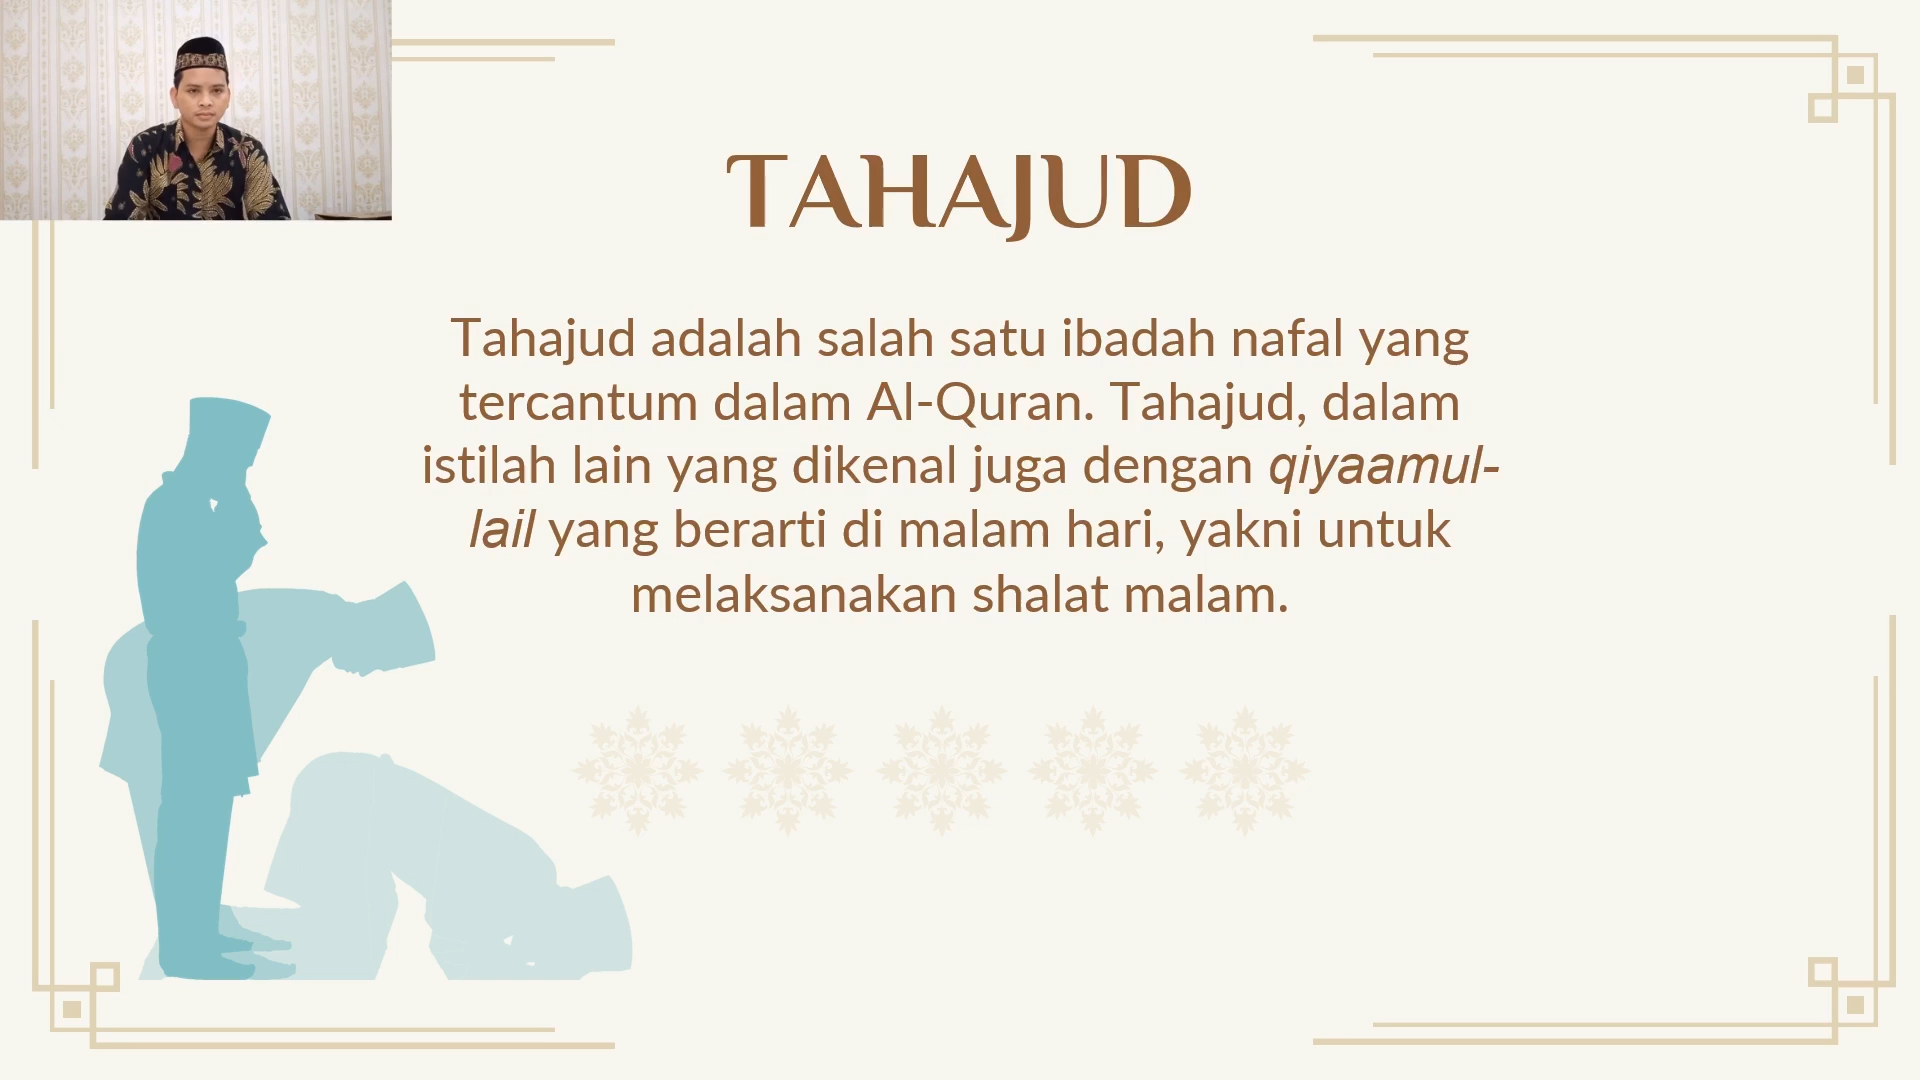 TAHAJUD
Tahajud adalah salah satu ibadah nafal yang
tercantum dalam Al-Quran. Tahajud, dalam
istilah lain yang dikenal juga dengan qiyaamul-
lail yang berarti di malam hari, yakni untuk
melaksanakan shalat malam.